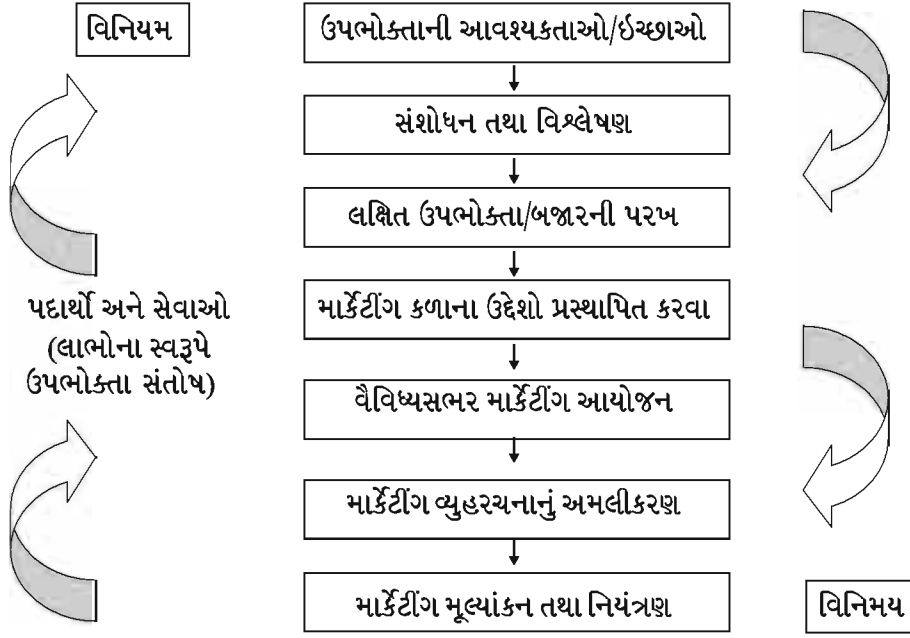 વિનિયમ
ઉપભોક્તાની આવશ્યકતાઓ/ઇચ્છાઓ
સંશોધન તથા વિશ્લેષણ
લક્ષિત ઉપભોક્તા/બજારની પરખ
માર્કેટીંગ કળાના ઉદ્દેશો પ્રસ્થાપિત કરવા
પદાર્થો અને સેવાઓ
(લાભોના સ્વરૂપે
ઉપભોક્તા સંતોષ)
વૈવિધ્યસભર માર્કેટીંગ આયોજન
માર્કેટીંગ વ્યુહરચનાનું અમલીકરણ
માર્કેટીંગ મૂલ્યાંકન તથા નિયંત્રણ
વિનિમય